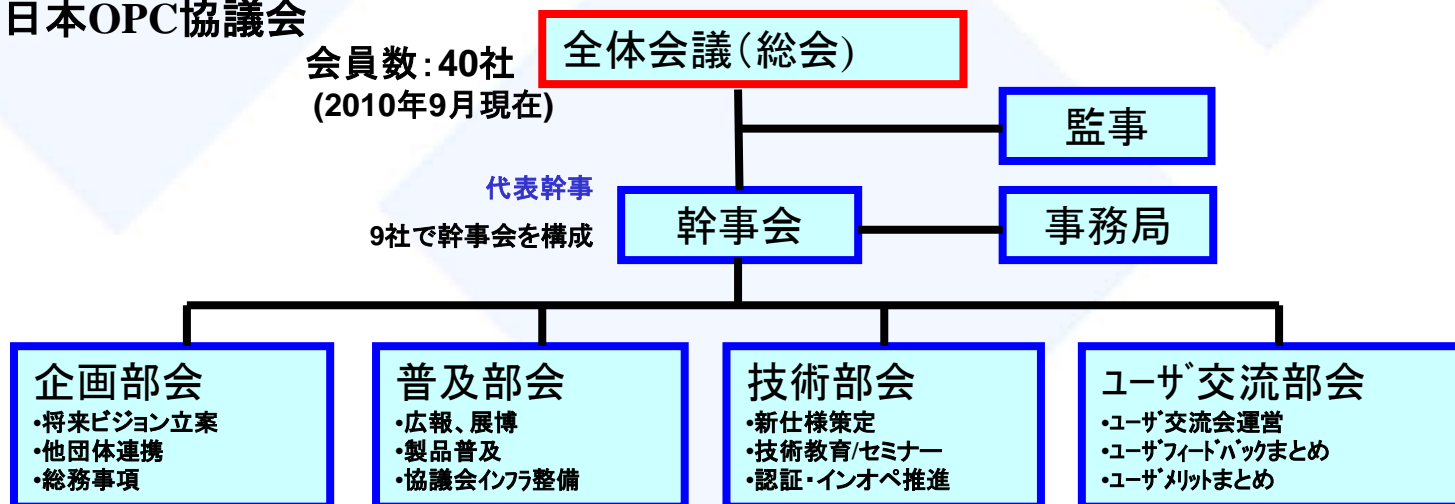 日本OPC協議会
会員数：40社
(2010年9月現在)
全体会議(総会)
監事
代表幹事
9社で幹事会を構成
幹事会
事務局
企画部会
•将来ビジョン立案
•他団体連携
•総務事項
普及部会
•広報、展博
•製品普及
•協議会ｲﾝﾌﾗ整備
技術部会
•新仕様策定
•技術教育/セミナー
•認証・インオペ推進
ﾕｰｻﾞ交流部会
•ﾕｰｻﾞ交流会運営
•ﾕｰｻﾞﾌｨｰﾄﾞﾊﾞｯｸまとめ
•ﾕｰｻﾞﾒﾘｯﾄまとめ